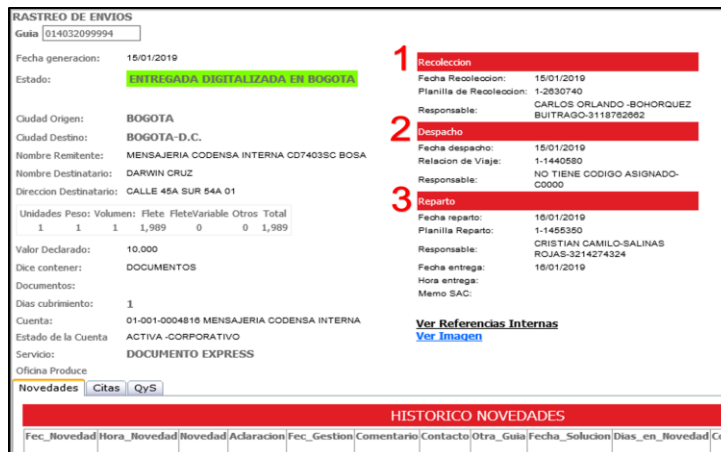 RASTREO DE ENVIOS
Guia 014032099994
Fecha generacion: 15/01/2019
Estado: ENTREGADA DIGITALIZADA EN BOGOTA
Ciudad Origen: BOGOTA
Ciudad Destino: BOGOTA-D.C.
Nombre Remitente: MENSAJERIA CODENSA INTERNA CD7403SC BOSA
Nombre Destinatario: DARWIN CRUZ
Direccion Destinatario: CALLE 45A SUR 54A 01
Unidades Peso: Volumen: Flete FleteVariable Otros Total
1 1 1 1,989 0 0 1,989
Valor Declarado: 10,000
Dice contener: DOCUMENTOS
Documentos:
Dias cubrimiento: 1
Cuenta: 01-001-0004816 MENSAJERIA CODENSA INTERNA
Estado de la Cuenta ACTIVA -CORPORATIVO
Servicio: DOCUMENTO EXPRESS
Oficina Produce
1
Recoleccion
Fecha Recoleccion: 15/01/2019
Planilla de Recoleccion: 1-2630740
Responsable: CARLOS ORLANDO -BOHORQUEZ
BUITRAGO-3118762662
2
Despacho
Fecha despacho: 15/01/2019
Relacion de Viaje: 1-1440580
Responsable: NO TIENE CODIGO ASIGNADO-
C0000
3
Reparto
Fecha reparto: 16/01/2019
Planilla Reparto: 1-1455350
Responsable: CRISTIAN CAMILO-SALINAS
ROJAS-3214274324
Fecha entrega: 16/01/2019
Hora entrega:
Memo SAC:
Ver Referencias Internas
Ver Imagen
Novedades Citas QyS
HISTORICO NOVEDADES
Fec_Novedad Hora_Novedad Novedad Aclaracion Fec_Gestion Comentario Contacto Otra_Guia Fecha_Solucion Dias_en_Novedad